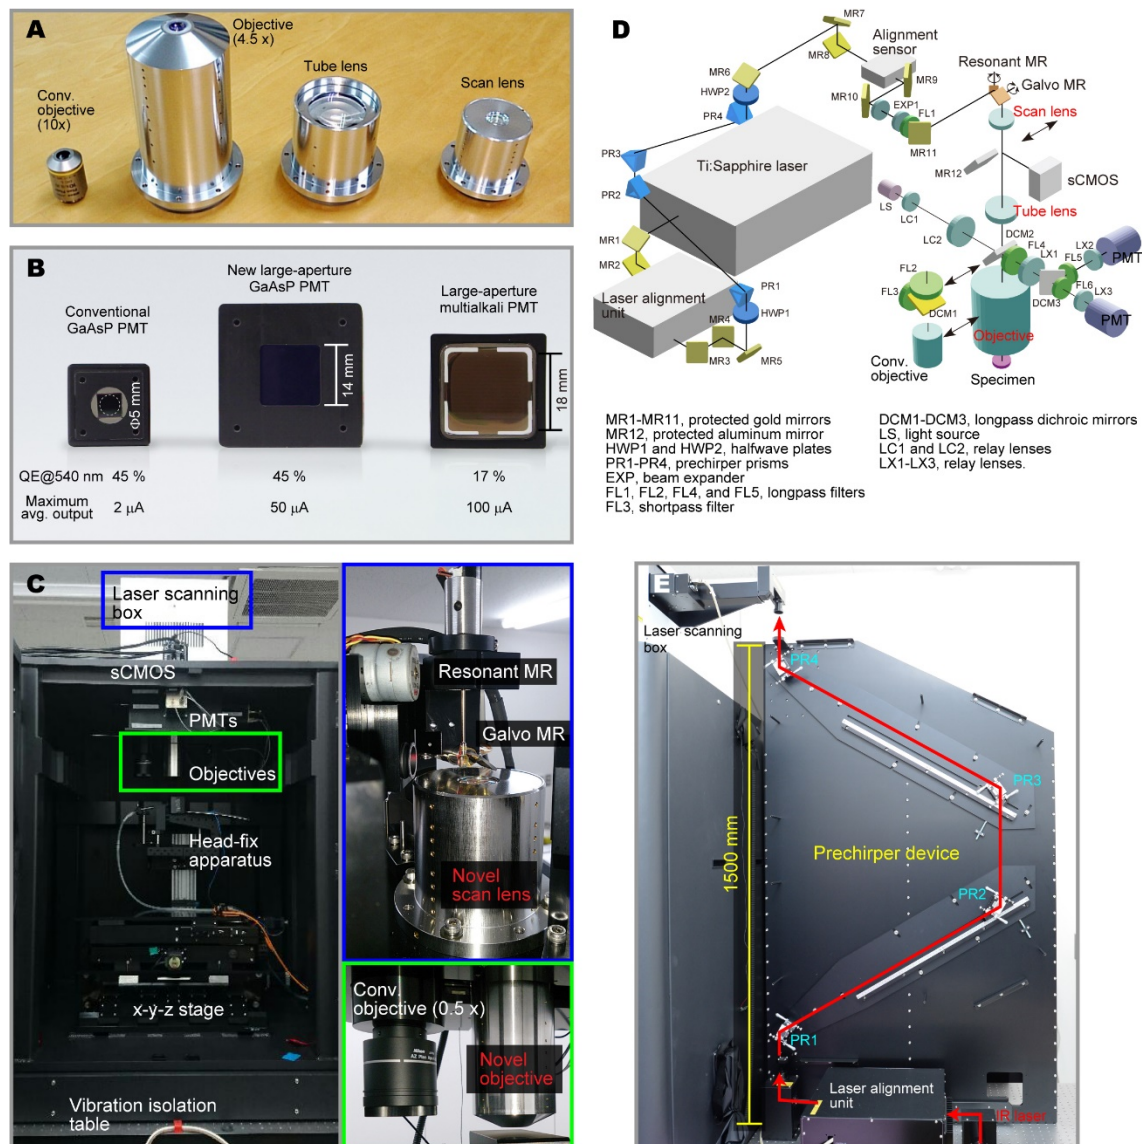 A
Objective
(4.5 x)
Conv.
objective
(10x)
Tube lens
Scan lens
B
New large-aperture
GaAsP PMT
Conventional
GaAsP PMT
Large-aperture
multialkali PMT
Φ5 mm
14 mm
18 mm
QE@540 nm 45 % 45 % 17 %
Maximum
avg. output 2 μA 50 μA 100 μA
C
Laser scanning
box
sCMOS
PMTs
Objectives
Head-fix
apparatus
x-y-z stage
Vibration isolation
table
Resonant MR
Galvo MR
Novel
scan lens
Conv.
objective (0.5 x)
Novel
objective
D
MR7
MR8
Alignment
sensor
MR6
HWP2
PR4
MR9
MR10
EXP1
FL1
MR11
Resonant MR
Galvo MR
Scan lens
PR3
PR2
Ti:Sapphire laser
MR12
sCMOS
LS
LC1
LC2
Tube lens
DCM2
FL4
LX1
LX2
FL5
PMT
MR1
MR2
Laser alignment
unit
PR1
HWP1
MR4
MR3
MR5
FL2
FL3
DCM1
DCM3
FL6
LX3
PMT
Objective
Conv.
objective
Specimen
MR1-MR11, protected gold mirrors
MR12, protected aluminum mirror
HWP1 and HWP2, halfwave plates
PR1-PR4, prechirper prisms
EXP, beam expander
FL1, FL2, FL4, and FL5, longpass filters
FL3, shortpass filter
DCM1-DCM3, longpass dichroic mirrors
LS, light source
LC1 and LC2, relay lenses
LX1-LX3, relay lenses.
E
Laser scanning
box
PR4
PR3
Prechirper device
1500 mm
PR2
PR1
Laser alignment
unit
IR laser